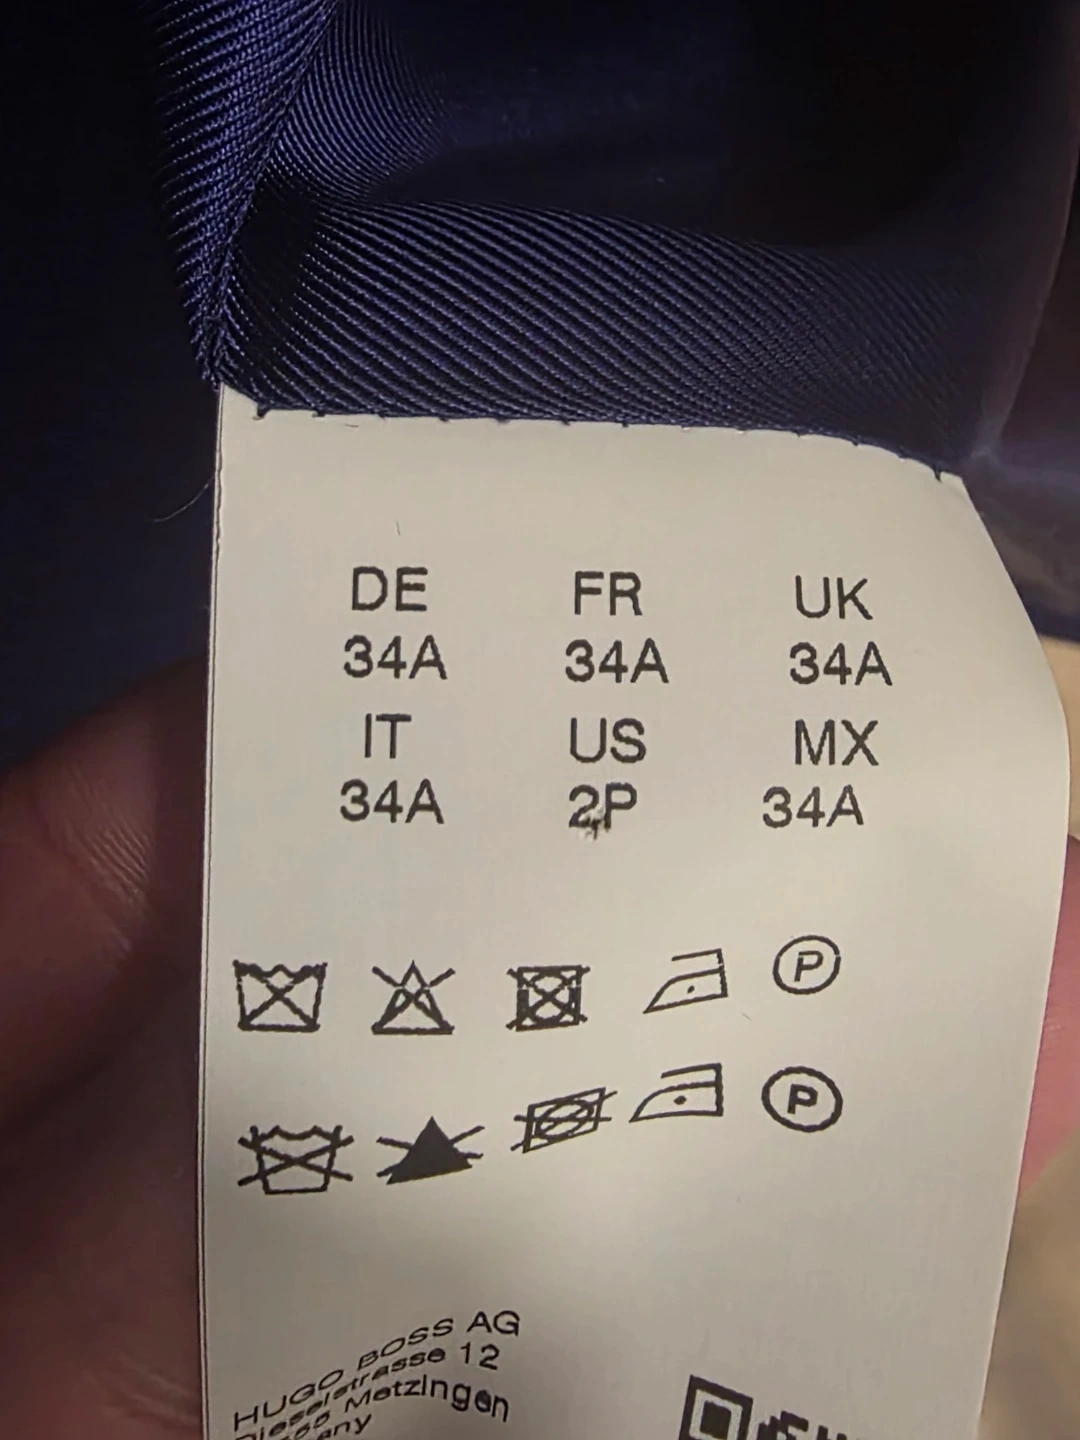 DE FR UK
34A 34A 34A
IT US MX
34A 2P 34A
P
P
HUGO BOSS AG
Dieselstrasse 12
Metzingen